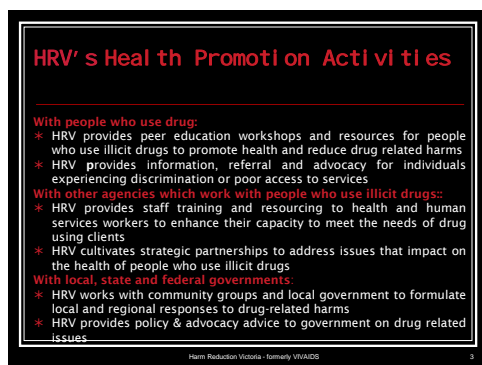 HRV's Health Promotion Activities
With people who use drug:
* HRV provides peer education workshops and resources for people
who use illicit drugs to promote health and reduce drug related harms
* HRV provides information, referral and advocacy for individuals
experiencing discrimination or poor access to services
With other agencies which work with people who use illicit drugs::
* HRV provides staff training and resourcing to health and human
services workers to enhance their capacity to meet the needs of drug
using clients
* HRV cultivates strategic partnerships to address issues that impact on
the health of people who use illicit drugs
With local, state and federal governments:
* HRV works with community groups and local government to formulate
local and regional responses to drug-related harms
* HRV provides policy & advocacy advice to government on drug related
issues
Harm Reduction Victoria - formerly VIVAIDS
3